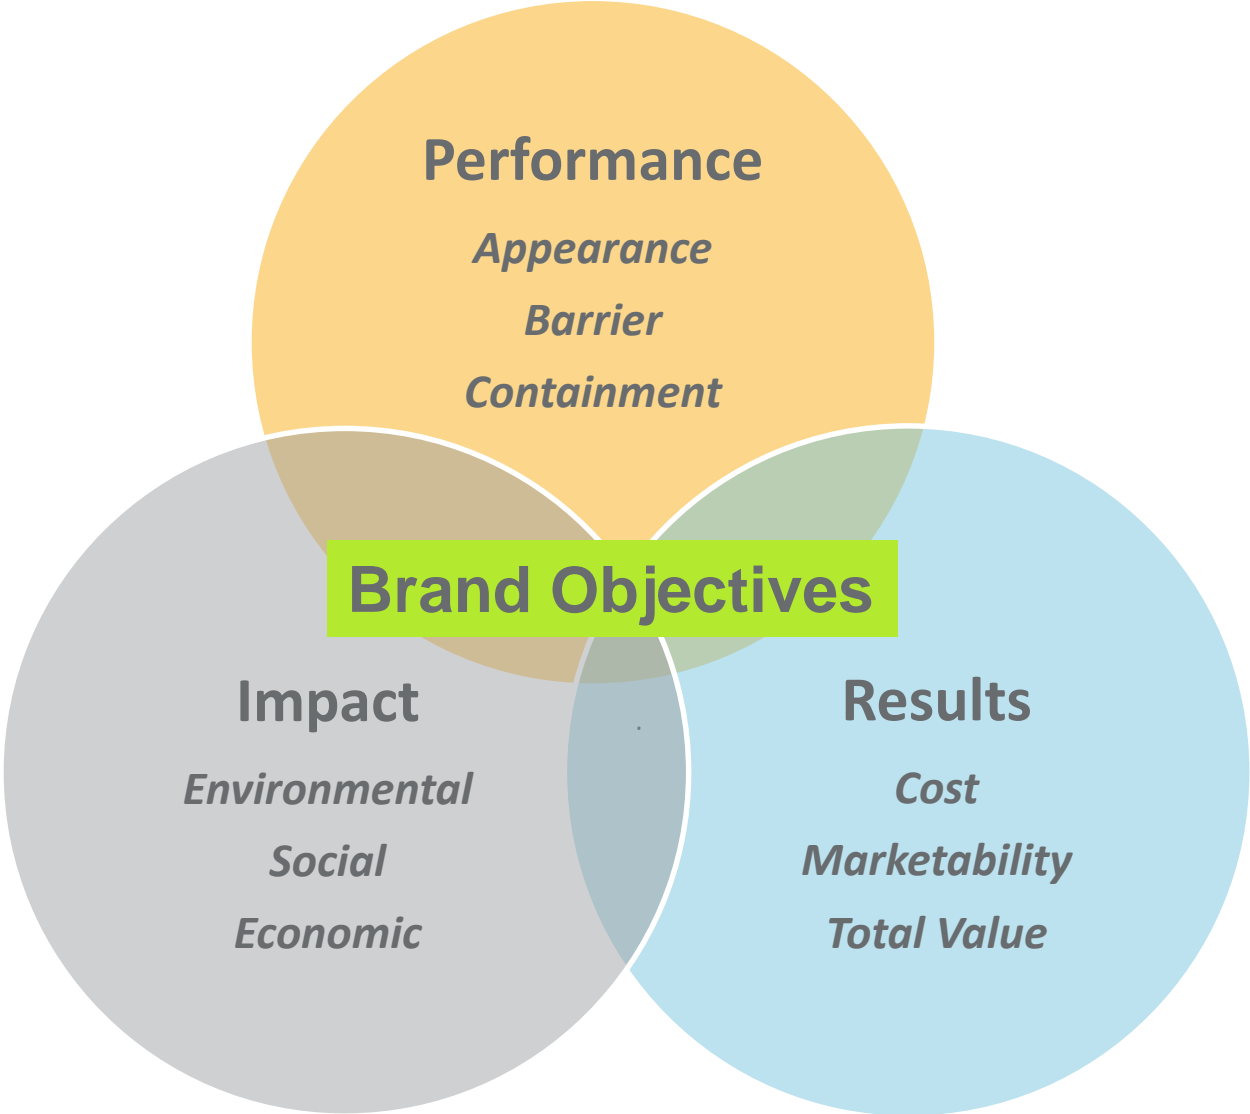 Performance
Appearance
Barrier
Containment
Brand Objectives
Impact
Environmental
Social
Economic
Results
Cost
Marketability
Total Value